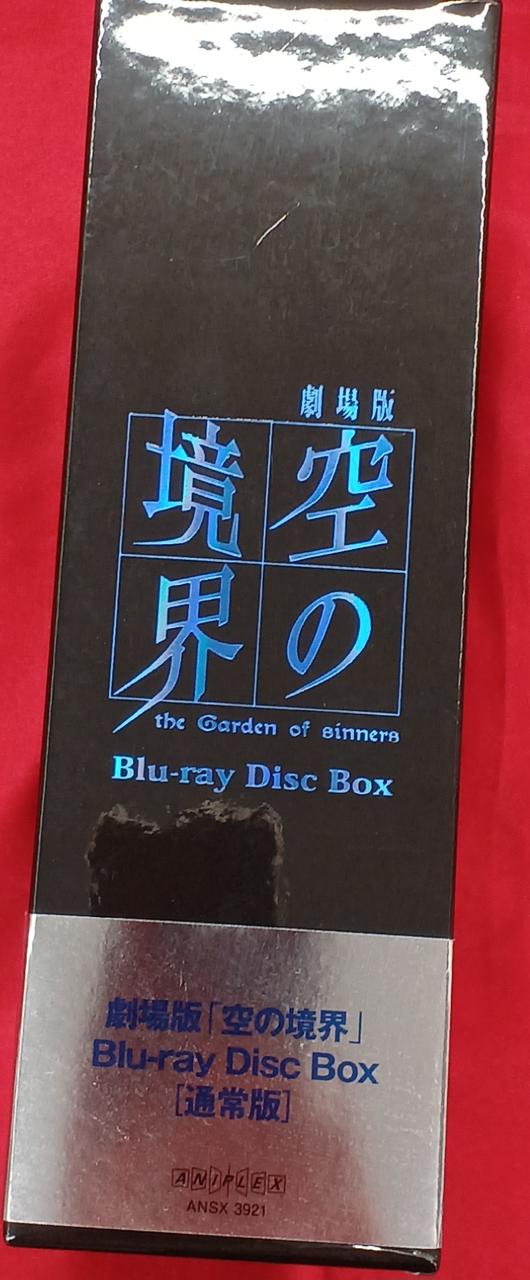 劇場版
空の
境界
the Garden of sinners
Blu-ray Disc Box
劇場版「空の境界」
Blu-ray Disc Box
[通常版]
ANIPLEX
ANSX 3921